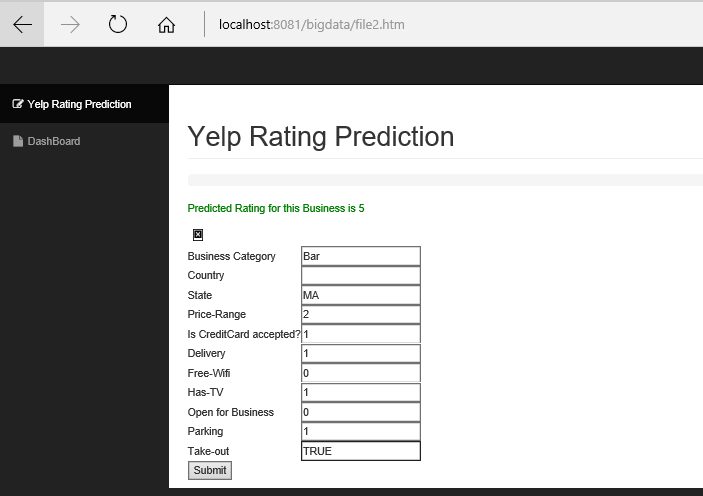 localhost:8081/bigdata/file2.htm
Yelp Rating Prediction
DashBoard
Yelp Rating Prediction
Predicted Rating for this Business is 5
Business Category Bar
Country
State MA
Price-Range 2
Is CreditCard accepted? 1
Delivery 1
Free-Wifi 0
Has-TV 1
Open for Business 0
Parking 1
Take-out TRUE
Submit